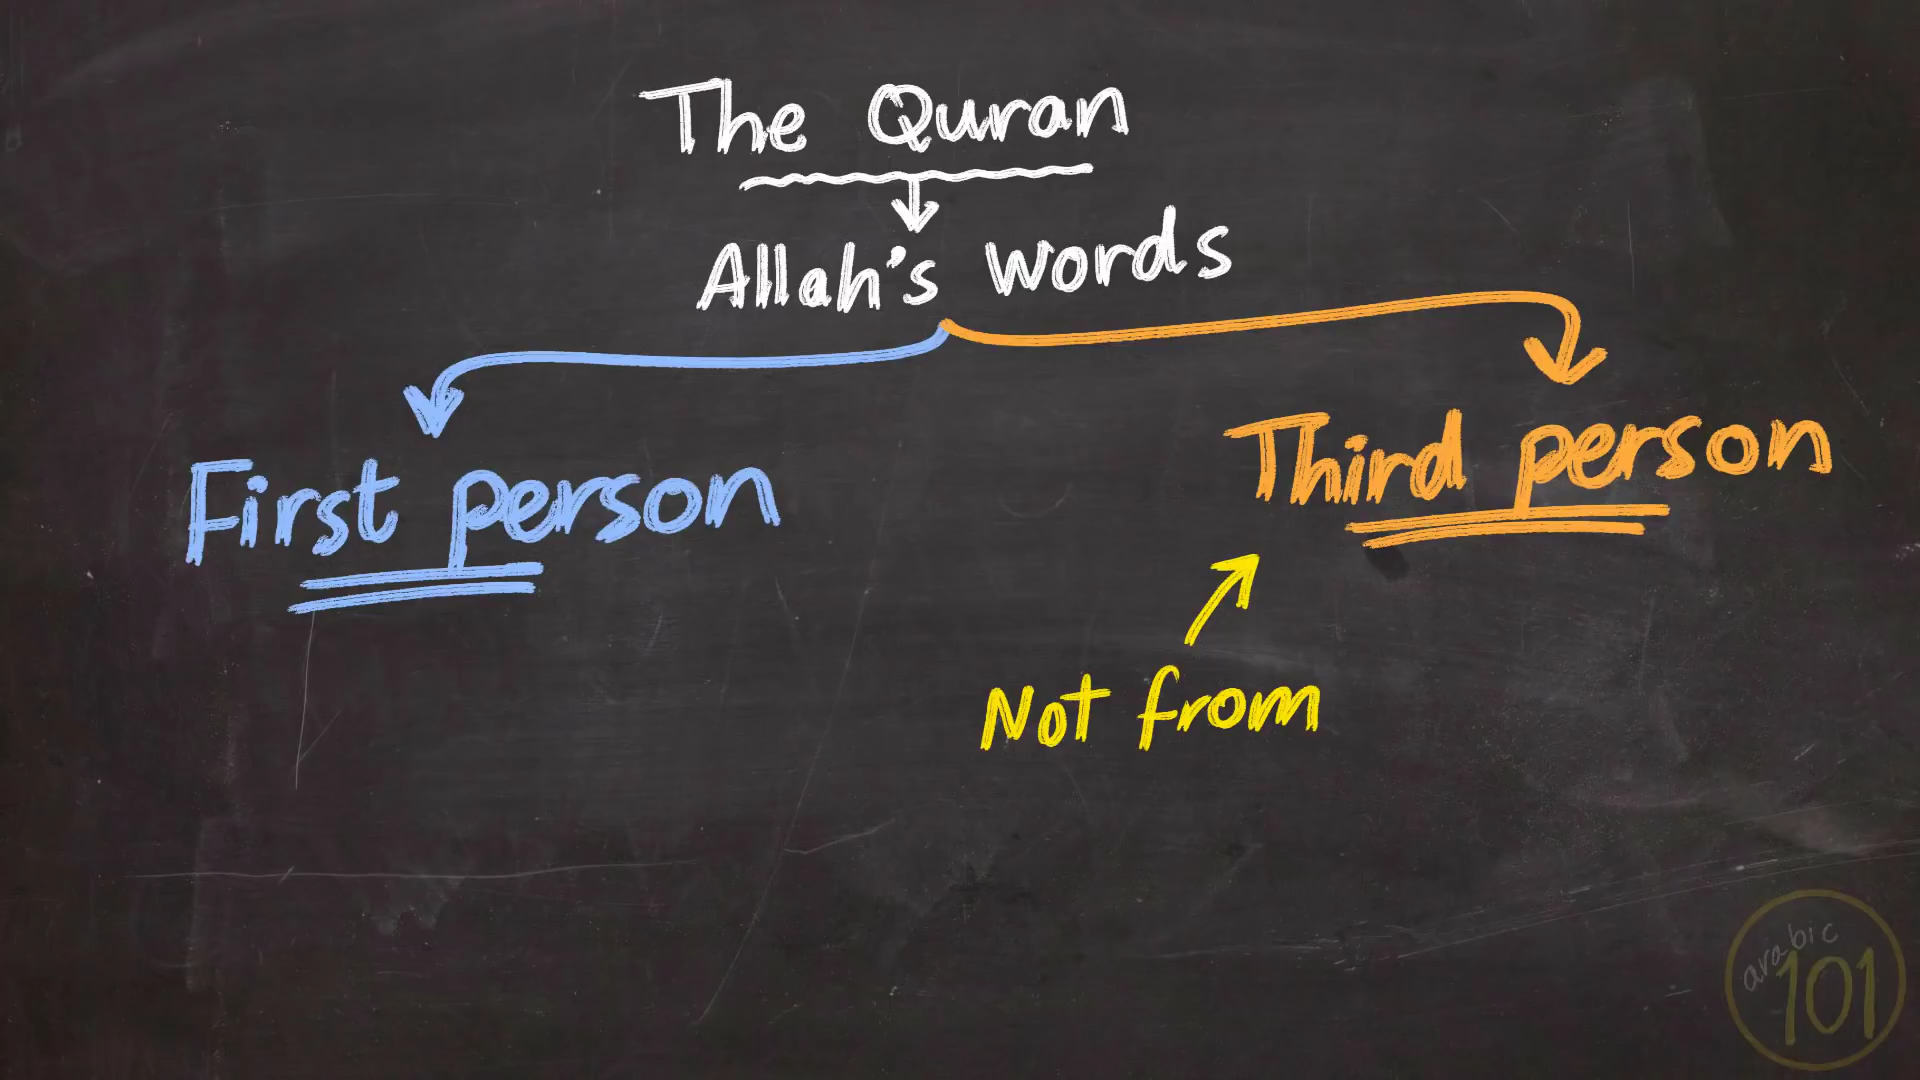 The Quran
Allah's words
First person
Third person
Not from
arabic
101